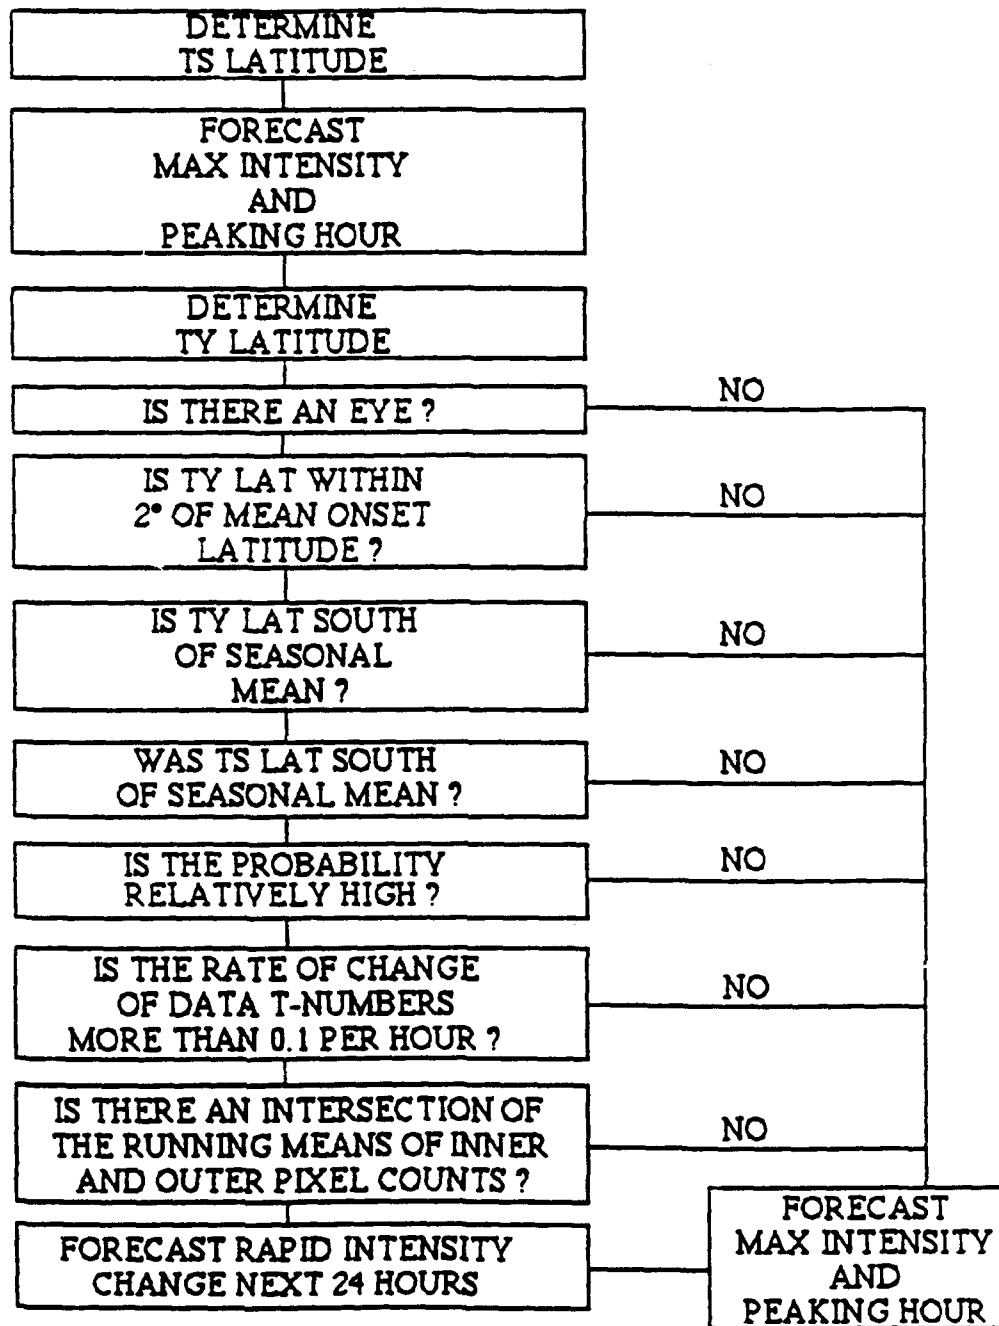 DETERMINE
TS LATITUDE
FORECAST
MAX INTENSITY
AND
PEAKING HOUR
DETERMINE
TY LATITUDE
IS THERE AN EYE ?
NO
IS TY LAT WITHIN
2° OF MEAN ONSET
LATITUDE ?
NO
IS TY LAT SOUTH
OF SEASONAL
MEAN ?
NO
WAS TS LAT SOUTH
OF SEASONAL MEAN ?
NO
IS THE PROBABILITY
RELATIVELY HIGH ?
NO
IS THE RATE OF CHANGE
OF DATA T-NUMBERS
MORE THAN 0.1 PER HOUR ?
NO
IS THERE AN INTERSECTION OF
THE RUNNING MEANS OF INNER
AND OUTER PIXEL COUNTS ?
NO
FORECAST RAPID INTENSITY
CHANGE NEXT 24 HOURS
FORECAST
MAX INTENSITY
AND
PEAKING HOUR